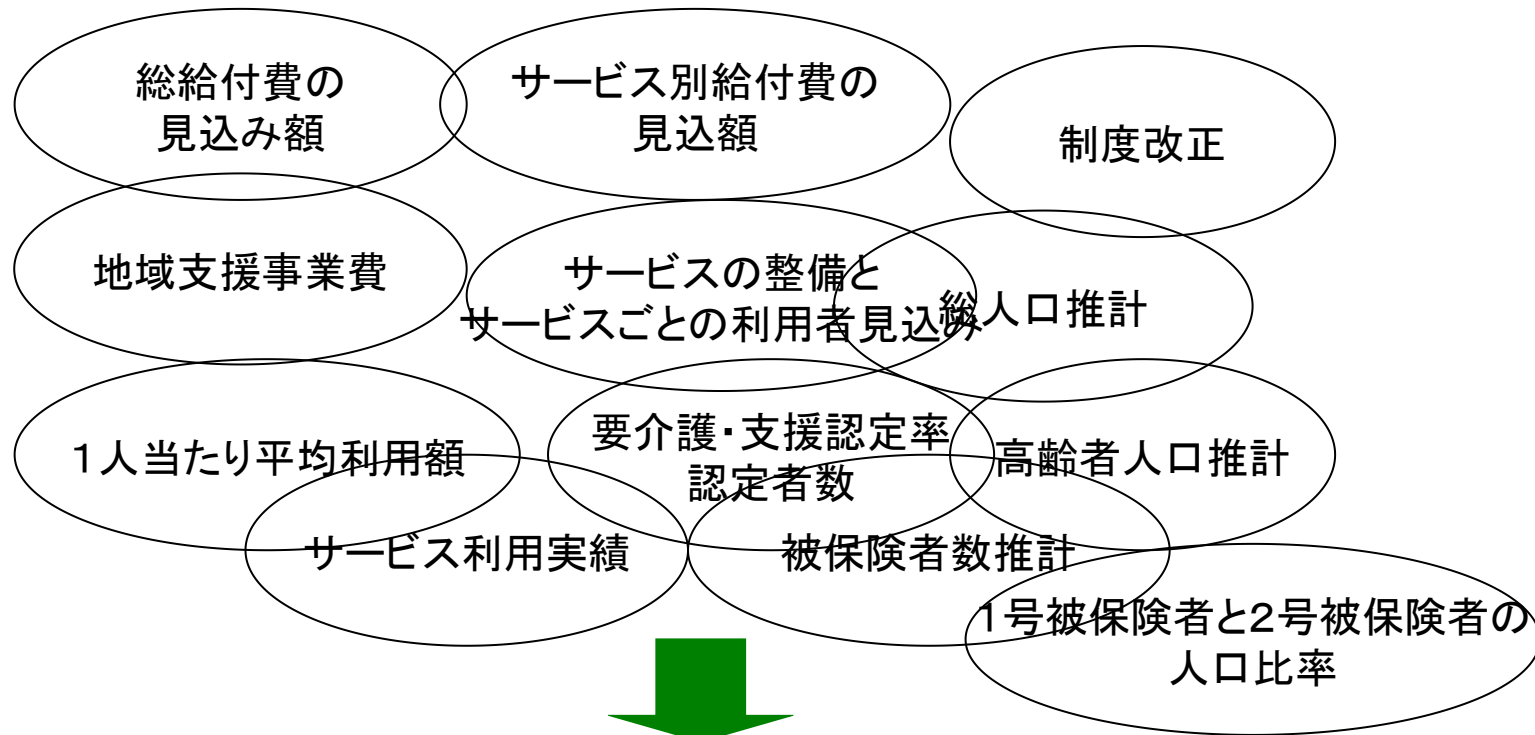 総給付費の
見込み額
サービス別給付費の
見込額
制度改正
地域支援事業費
サービスの整備と
サービスごとの利用者見込み
総人口推計
１人当たり平均利用額
要介護・支援認定率
認定者数
高齢者人口推計
サービス利用実績
被保険者数推計
１号被保険者と２号被保険者の
人口比率